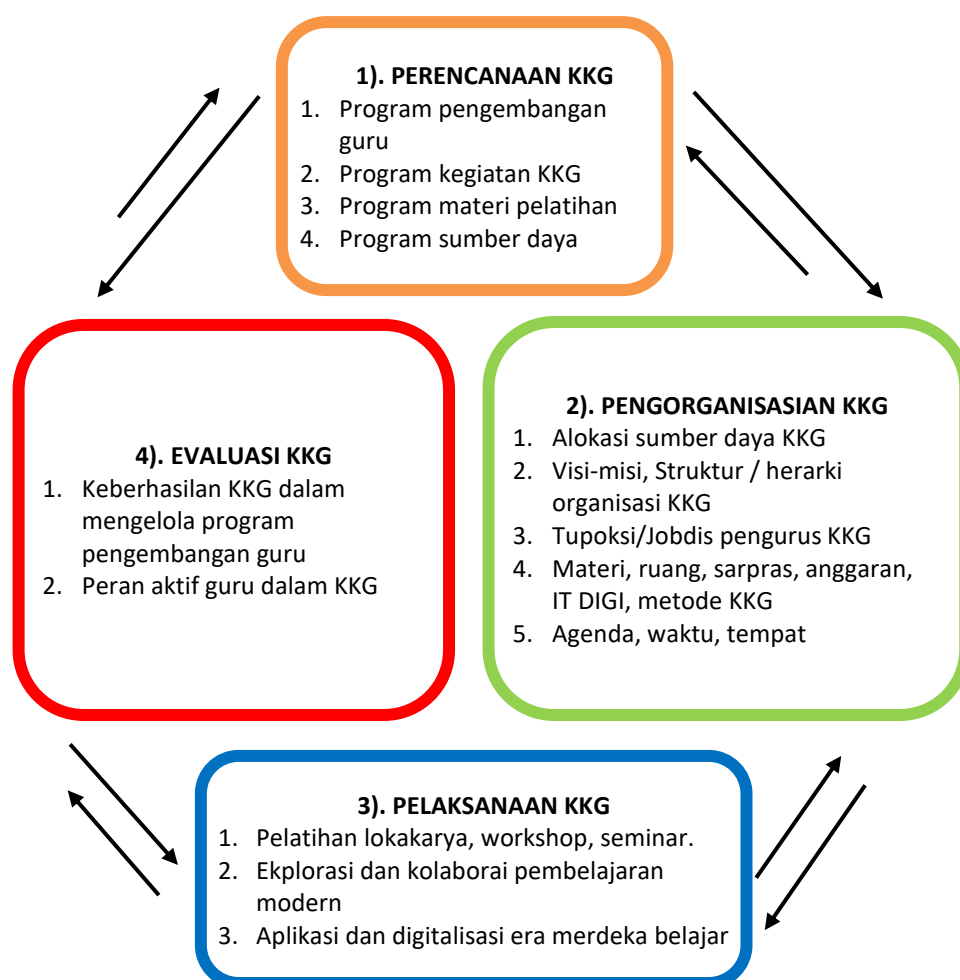 1). PERENCANAAN KKG
1. Program pengembangan
guru
2. Program kegiatan KKG
3. Program materi pelatihan
4. Program sumber daya
2). PENGORGANISASIAN KKG
1. Alokasi sumber daya KKG
2. Visi-misi, Struktur / herarki
organisasi KKG
3. Tupoksi/Jobdis pengurus KKG
4. Materi, ruang, sarpras, anggaran,
IT DIGI, metode KKG
5. Agenda, waktu, tempat
3). PELAKSANAAN KKG
1. Pelatihan lokakarya, workshop, seminar.
2. Ekplorasi dan kolaborai pembelajaran
modern
3. Aplikasi dan digitalisasi era merdeka belajar
4). EVALUASI KKG
1. Keberhasilan KKG dalam
mengelola program
pengembangan guru
2. Peran aktif guru dalam KKG